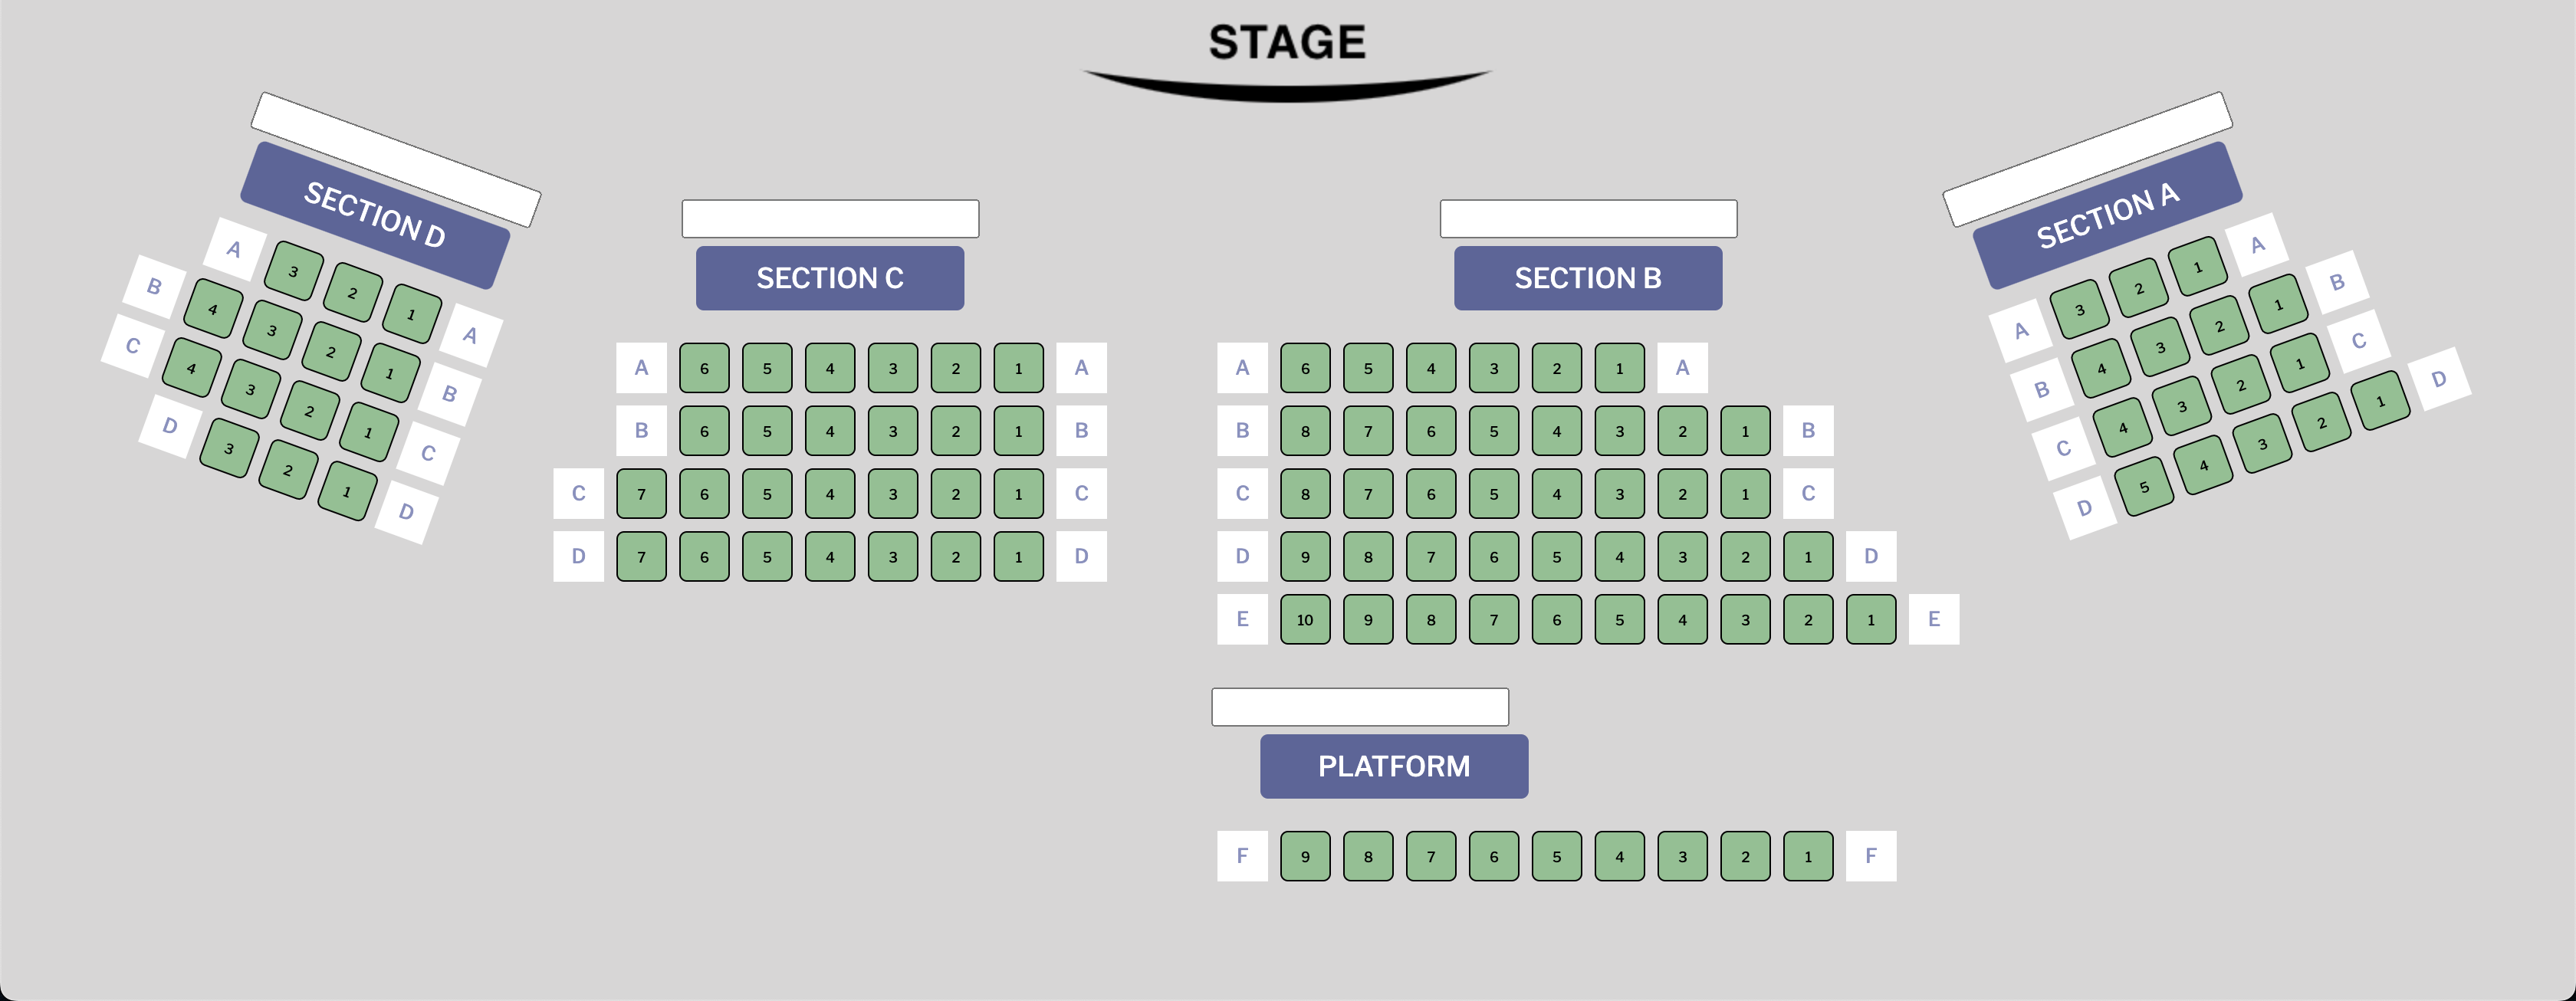 STAGE
SECTION D
A 3 2 1 A
B 4 3 2 1 B
C 4 3 2 1 C
D 3 2 1 D
SECTION C
A 6 5 4 3 2 1 A
B 6 5 4 3 2 1 B
C 7 6 5 4 3 2 1 C
D 7 6 5 4 3 2 1 D
SECTION B
A 6 5 4 3 2 1 A
B 8 7 6 5 4 3 2 1 B
C 8 7 6 5 4 3 2 1 C
D 9 8 7 6 5 4 3 2 1 D
E 10 9 8 7 6 5 4 3 2 1 E
SECTION A
A 3 2 1 A
B 4 3 2 1 B
C 4 3 2 1 C
D 5 4 3 2 1 D
PLATFORM
F 9 8 7 6 5 4 3 2 1 F